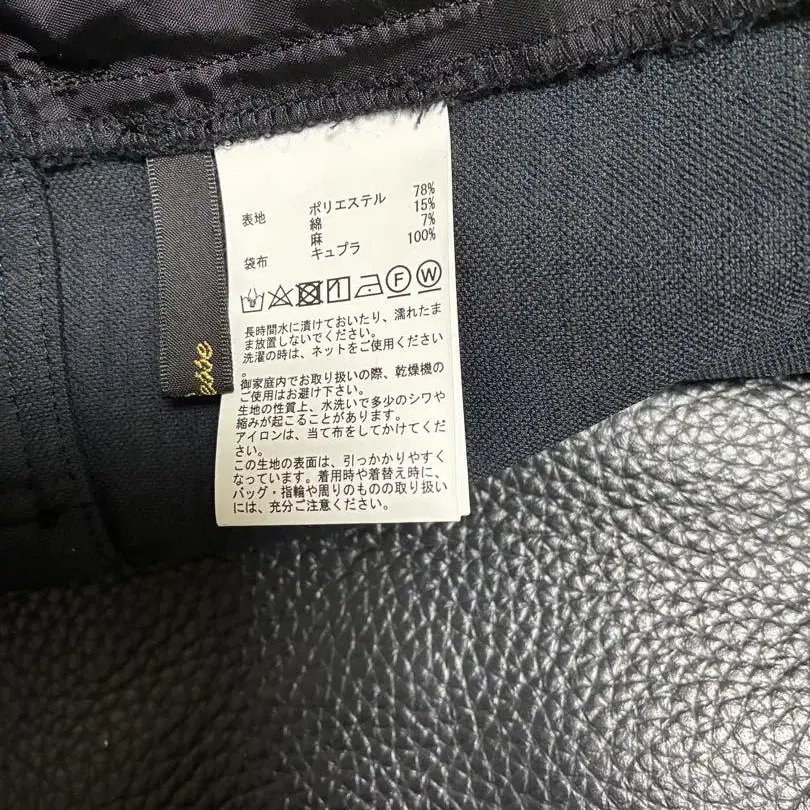 表地 ポリエステル 78%
綿 15%
麻 7%
袋布 キュプラ 100%
F W
長時間水に漬けておいたり、濡れたま
ま放置しないでください。
洗濯の時は、ネットをご使用ください
。
御家庭内でお取り扱いの際、乾燥機の
ご使用はお避け下さい。
生地の性質上、水洗いで多少のシワや
縮みが起こることがあります。
アイロンは、当て布をしてかけてくだ
さい。
この生地の表面は、引っかかりやすく
なっています。着用時や着替え時に、
バッグ・指輪や周りのものの取り扱い
には、充分ご注意ください。